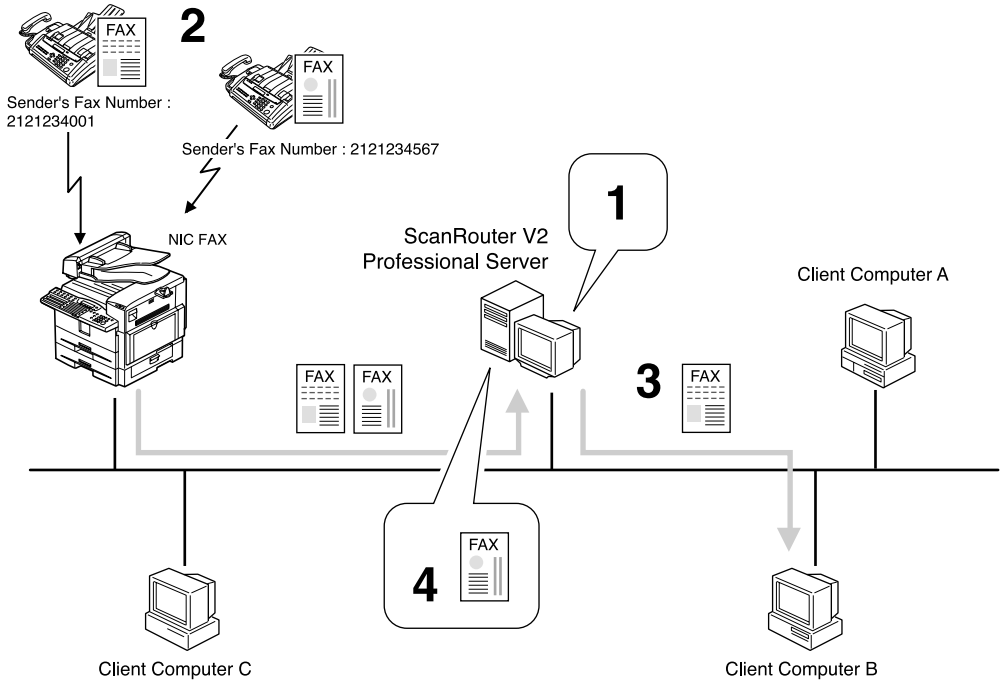 FAX
2
FAX
Sender's Fax Number :
2121234001
Sender's Fax Number : 2121234567
1
NIC FAX
ScanRouter V2
Professional Server
Client Computer A
FAX
FAX
3
FAX
FAX
4
Client Computer C
Client Computer B